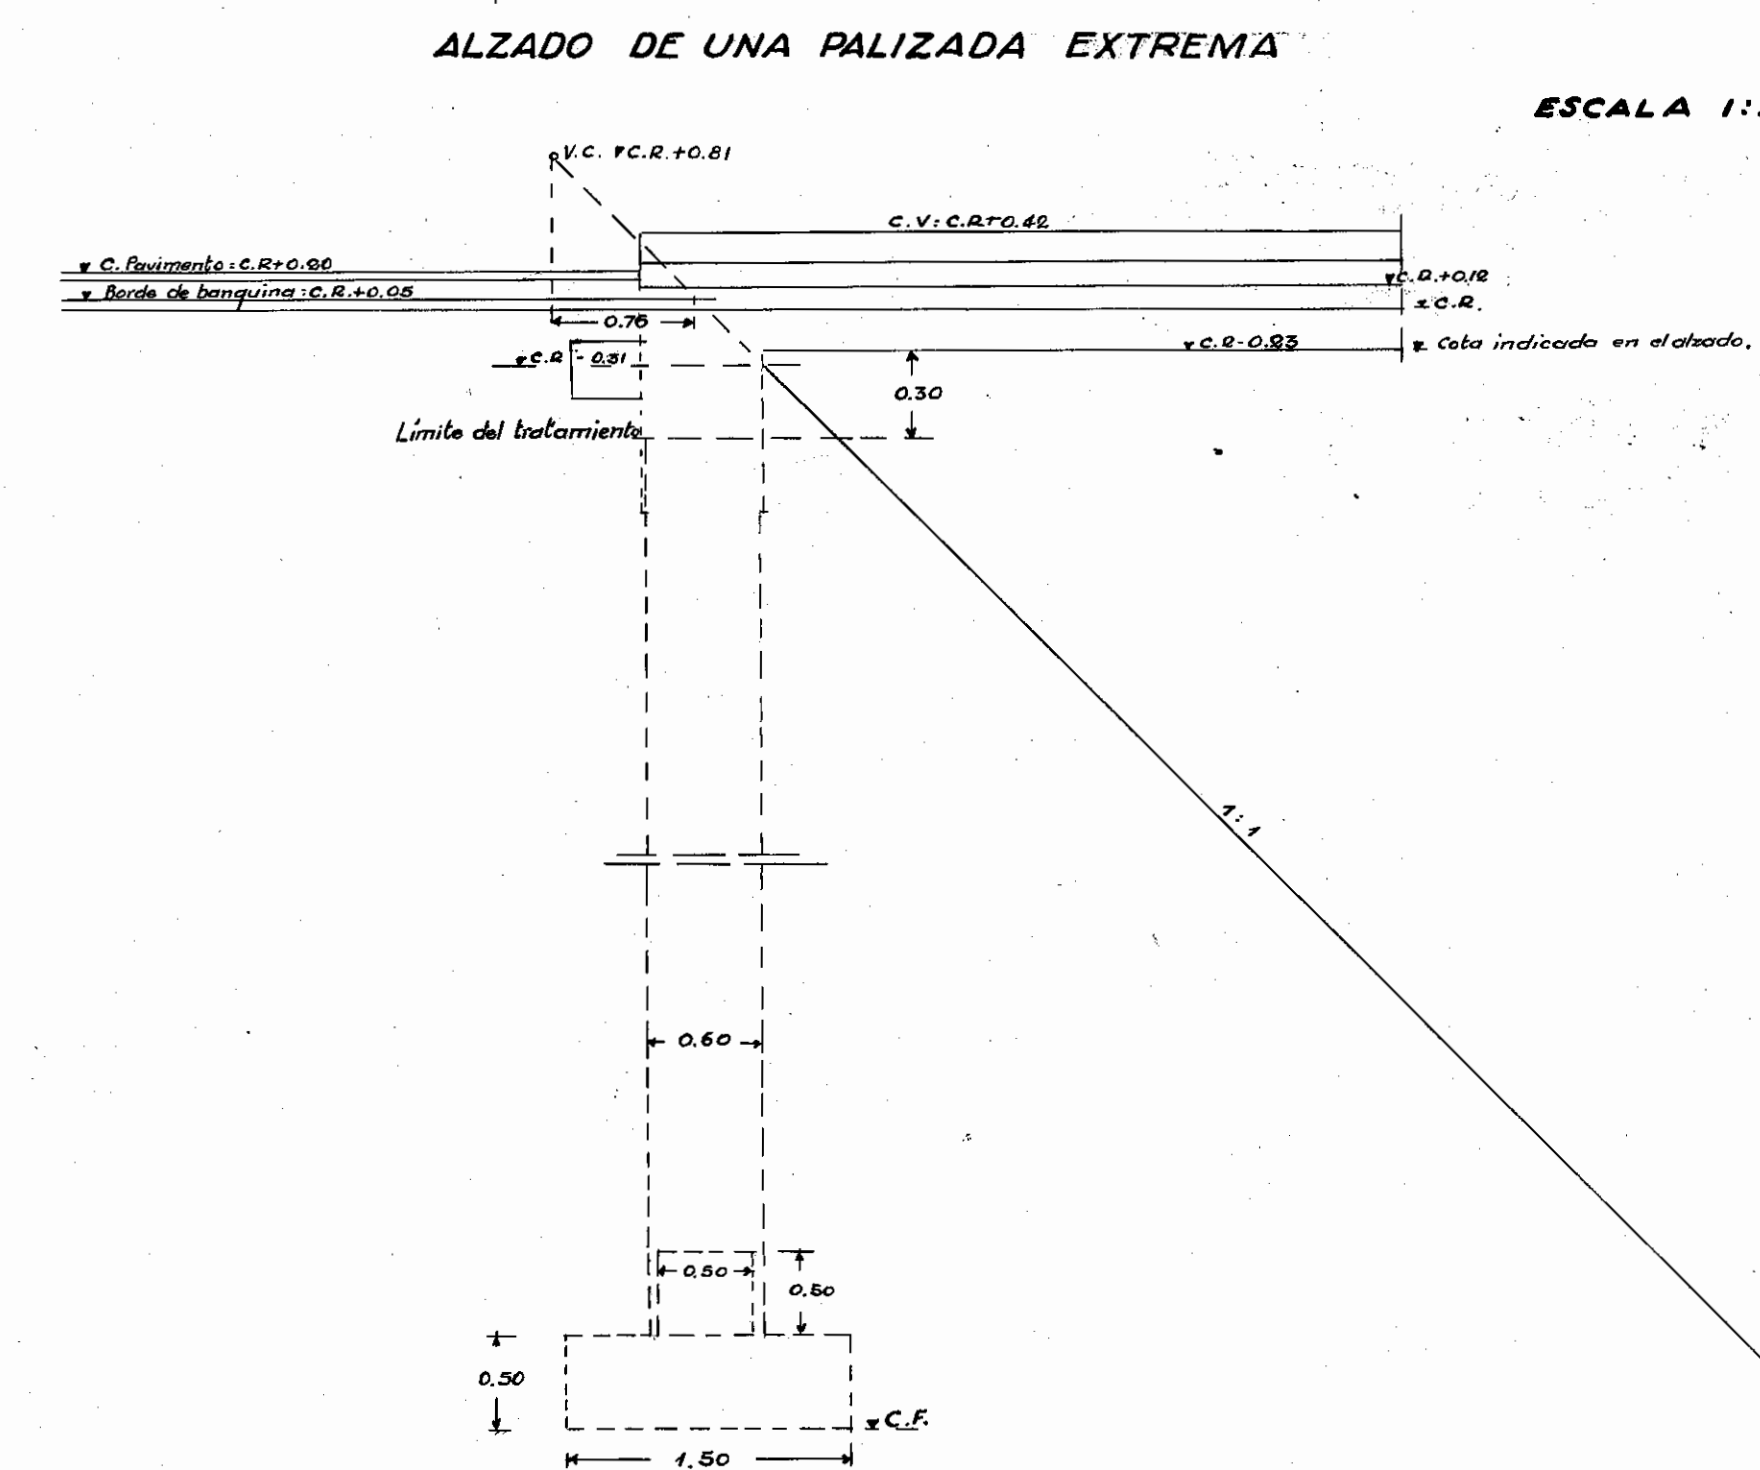 ALZADO DE UNA PALIZADA EXTREMA
ESCALA 1:
V.C. ▼C.R.+0.81
C.V.: C.R+0.42
▼ C. Pavimento = C.R+0.20
C.R.+0.12
▼ Borde de banquina : C.R.+0.05
C.R.
0.76
▼ C.R-0.23
Cota indicada en el alzado.
▼C.R - 0.31
0.30
Límite del tratamiento
1:1
0.60
0.50
0.50
0.50
▼ C.F.
1.50